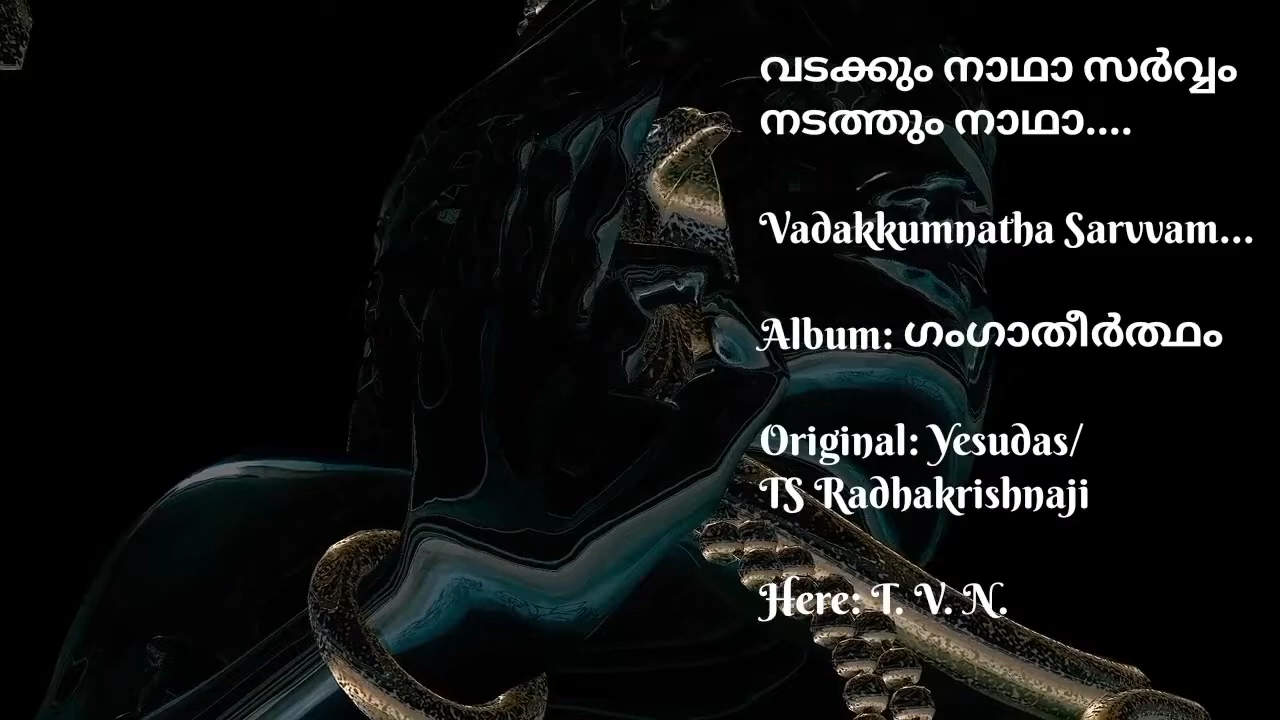 വടക്കും നാഥാ സർവ്വം
നടത്തും നാഥാ....
Vadakkumnatha Sarvvam...
Album: ഗംഗാതീർത്ഥം
Original: Yesudas/
TS Radhakrishnaji
Here: T. V. N.